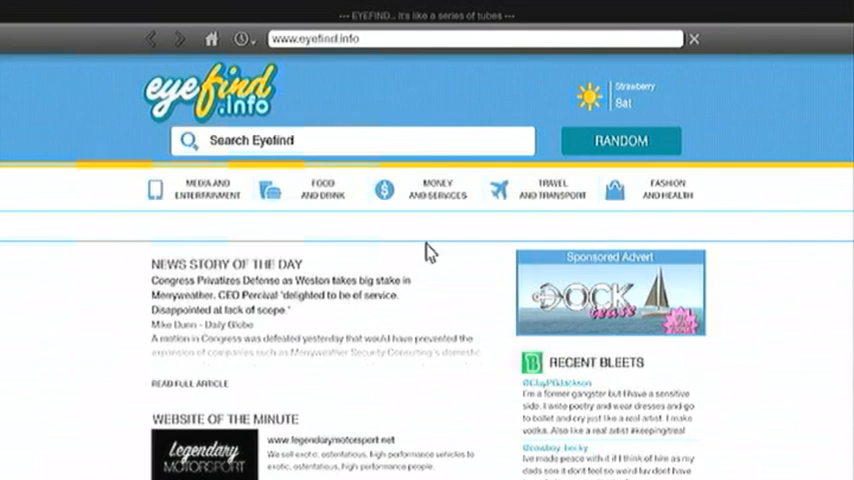 --- EYEFIND... It's like a series of tubes ---
www.eyefind.info
eyefind
.info
Strawberry
Sat
Search Eyefind
RANDOM
MEDIA AND
ENTERTAINMENT
FOOD
AND DRINK
MONEY
AND SERVICES
TRAVEL
AND TRANSPORT
FASHION
AND HEALTH
NEWS STORY OF THE DAY
Congress Privatizes Defense as Weston takes big stake in
Merryweather. CEO Percival 'delighted to be of service.
Disappointed at lack of scope.'
Mike Dunn - Daily Globe
A motion in Congress was defeated yesterday that would have prevented the
expansion of companies such as Merryweather Security Consulting's domestic
READ FULL ARTICLE
WEBSITE OF THE MINUTE
Legendary
MOTORSPORT
www.legendarymotorsport.net
We sell exotic, ostentatious, high performance vehicles to
exotic, ostentatious, high performance people.
Sponsored Advert
DOCK
tease
RECENT BLEETS
@ClayPGJackson
I'm a former gangster but I have a sensitive
side. I write poetry and wear dresses and go
to ballet and cry just like a real artist. I make
vodka. Also like a real artist #keepingitreal
@cowboy_becky
Ive made peace with it if I think of him as my
dads son it dont feel so weird luv dont have